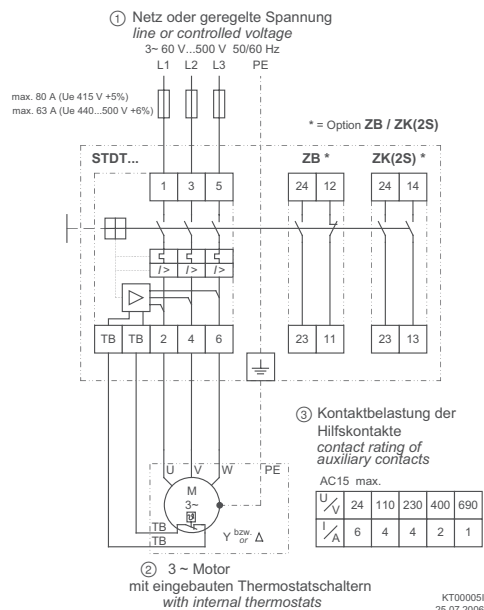 ① Netz oder geregelte Spannung
line or controlled voltage
3~ 60 V...500 V 50/60 Hz
L1 L2 L3 PE
max. 80 A (Ue 415 V +5%)
max. 63 A (Ue 440...500 V +6%)
* = Option ZB / ZK(2S)
STDT... ZB * ZK(2S) *
1 3 5 24 12 24 14
I > I > I >
TB TB 2 4 6 23 11 23 13
③ Kontaktbelastung der
Hilfskontakte
contact rating of
auxiliary contacts
AC15 max.
U/V 24 110 230 400 690
I/A 6 4 4 2 1
U V W PE
M
3~
TB
TB
Y bzw. or Δ
② 3 ~ Motor
mit eingebauten Thermostatschaltern
with internal thermostats
KT00005I
25.07.2006